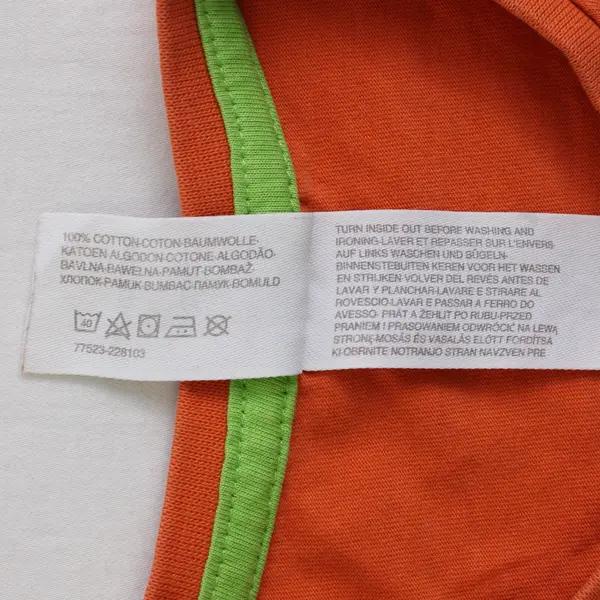 100% COTTON-COTON-BAUMWOLLE-
KATOEN ALGODON-COTONE-ALGODÃO-
BAVLNA-BAWEŁNA-PAMUT-BOMBAŽ-
ХЛОПОК-PAMUK-BUMBAC-ПАМУК-BOMULD
40
77523-228103
TURN INSIDE OUT BEFORE WASHING AND
IRONING-LAVER ET REPASSER SUR L'ENVERS-
AUF LINKS WASCHEN UND BÜGELN-
BINNENSTEBUITEN KEREN VOOR HET WASSEN
EN STRIJKEN-VOLVER DEL REVÉS ANTES DE
LAVAR Y PLANCHAR-LAVARE E STIRARE AL
ROVESCIO-LAVAR E PASSAR A FERRO DO
AVESSO- PRÁT A ŽEHLIT PO RUBU-PRZED
PRANIEM I PRASOWANIEM ODWRÓCIĆ NA LEWĄ
STRONĘ-MOSÁS ÉS VASALÁS ELŐTT FORDÍTSA
KI-OBRNITE NOTRANJO STRAN NAVZVEN PRE